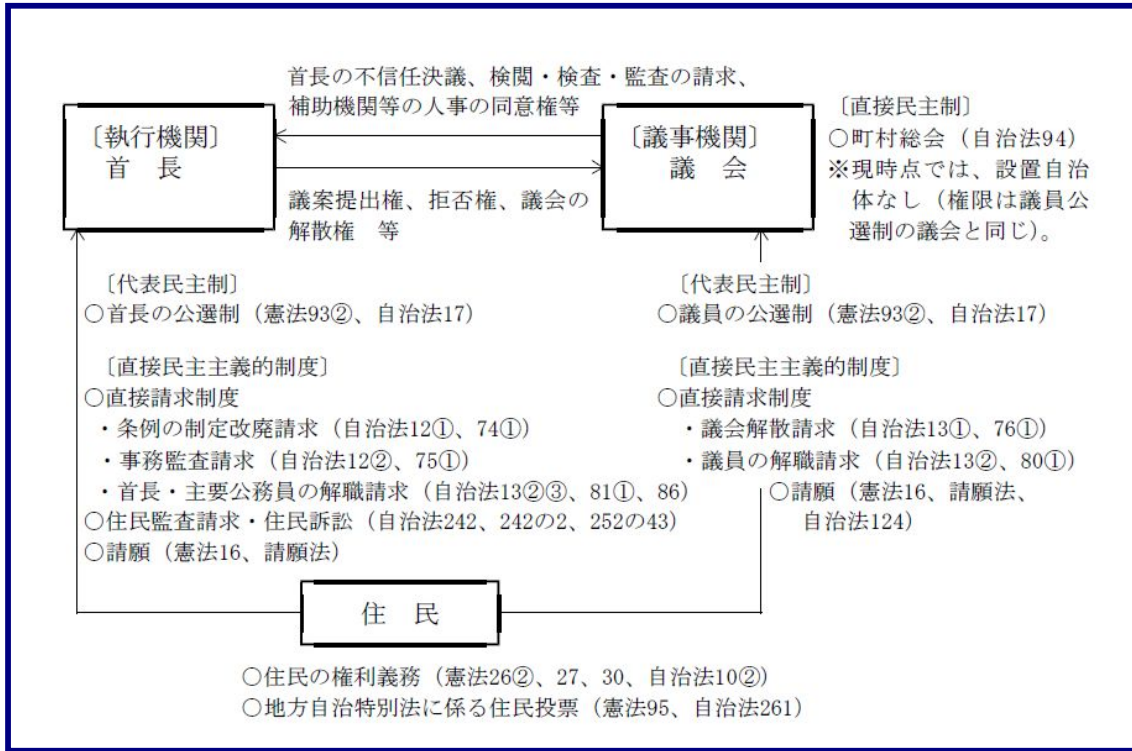 首長の不信任決議、検閲・検査・監査の請求、
補助機関等の人事の同意権等
〔執行機関〕
首 長
〔議事機関〕
議 会
議案提出権、拒否権、議会の
解散権 等
〔直接民主制〕
○町村総会（自治法94）
※現時点では、設置自治
体なし（権限は議員公
選制の議会と同じ）。
〔代表民主制〕
○首長の公選制（憲法93②、自治法17）
〔直接民主主義的制度〕
○直接請求制度
・条例の制定改廃請求（自治法12①、74①）
・事務監査請求（自治法12②、75①）
・首長・主要公務員の解職請求（自治法13②③、81①、86）
○住民監査請求・住民訴訟（自治法242、242の2、252の43）
○請願（憲法16、請願法）
〔代表民主制〕
○議員の公選制（憲法93②、自治法17）
〔直接民主主義的制度〕
○直接請求制度
・議会解散請求（自治法13①、76①）
・議員の解職請求（自治法13②、80①）
○請願（憲法16、請願法、
自治法124）
住 民
○住民の権利義務（憲法26②、27、30、自治法10②）
○地方自治特別法に係る住民投票（憲法95、自治法261）